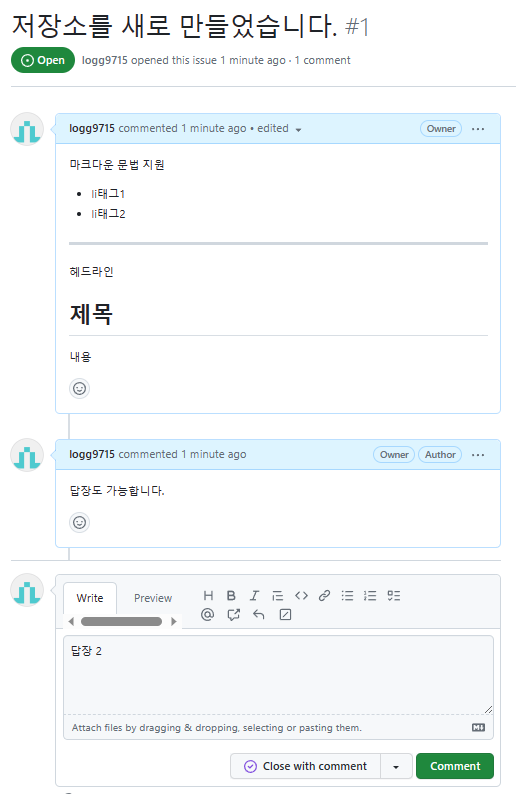 저장소를 새로 만들었습니다. #1
Open logg9715 opened this issue 1 minute ago · 1 comment
logg9715 commented 1 minute ago • edited Owner
마크다운 문법 지원
li태그1
li태그2
헤드라인
제목
내용
logg9715 commented 1 minute ago Owner Author
답장도 가능합니다.
Write Preview
답장 2
Attach files by dragging & dropping, selecting or pasting them.
Close with comment Comment